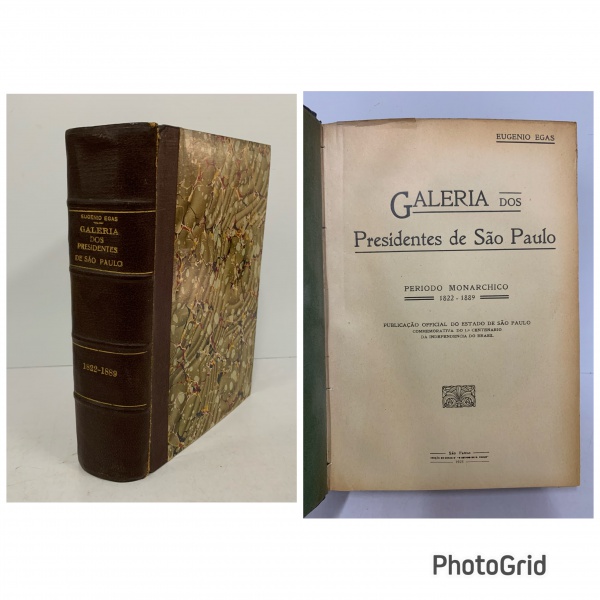 EUGENIO EGAS
GALERIA
DOS
PRESIDENTES
DE SÃO PAULO
1822-1889
EUGENIO EGAS
GALERIA DOS
Presidentes de São Paulo
PERIODO MONARCHICO
1822 - 1889
PUBLICAÇÃO OFFICIAL DO ESTADO DE SÃO PAULO
COMMEMORATIVA DO 1.º CENTENARIO
DA INDEPENDENCIA DO BRASIL
São Paulo
PhotoGrid